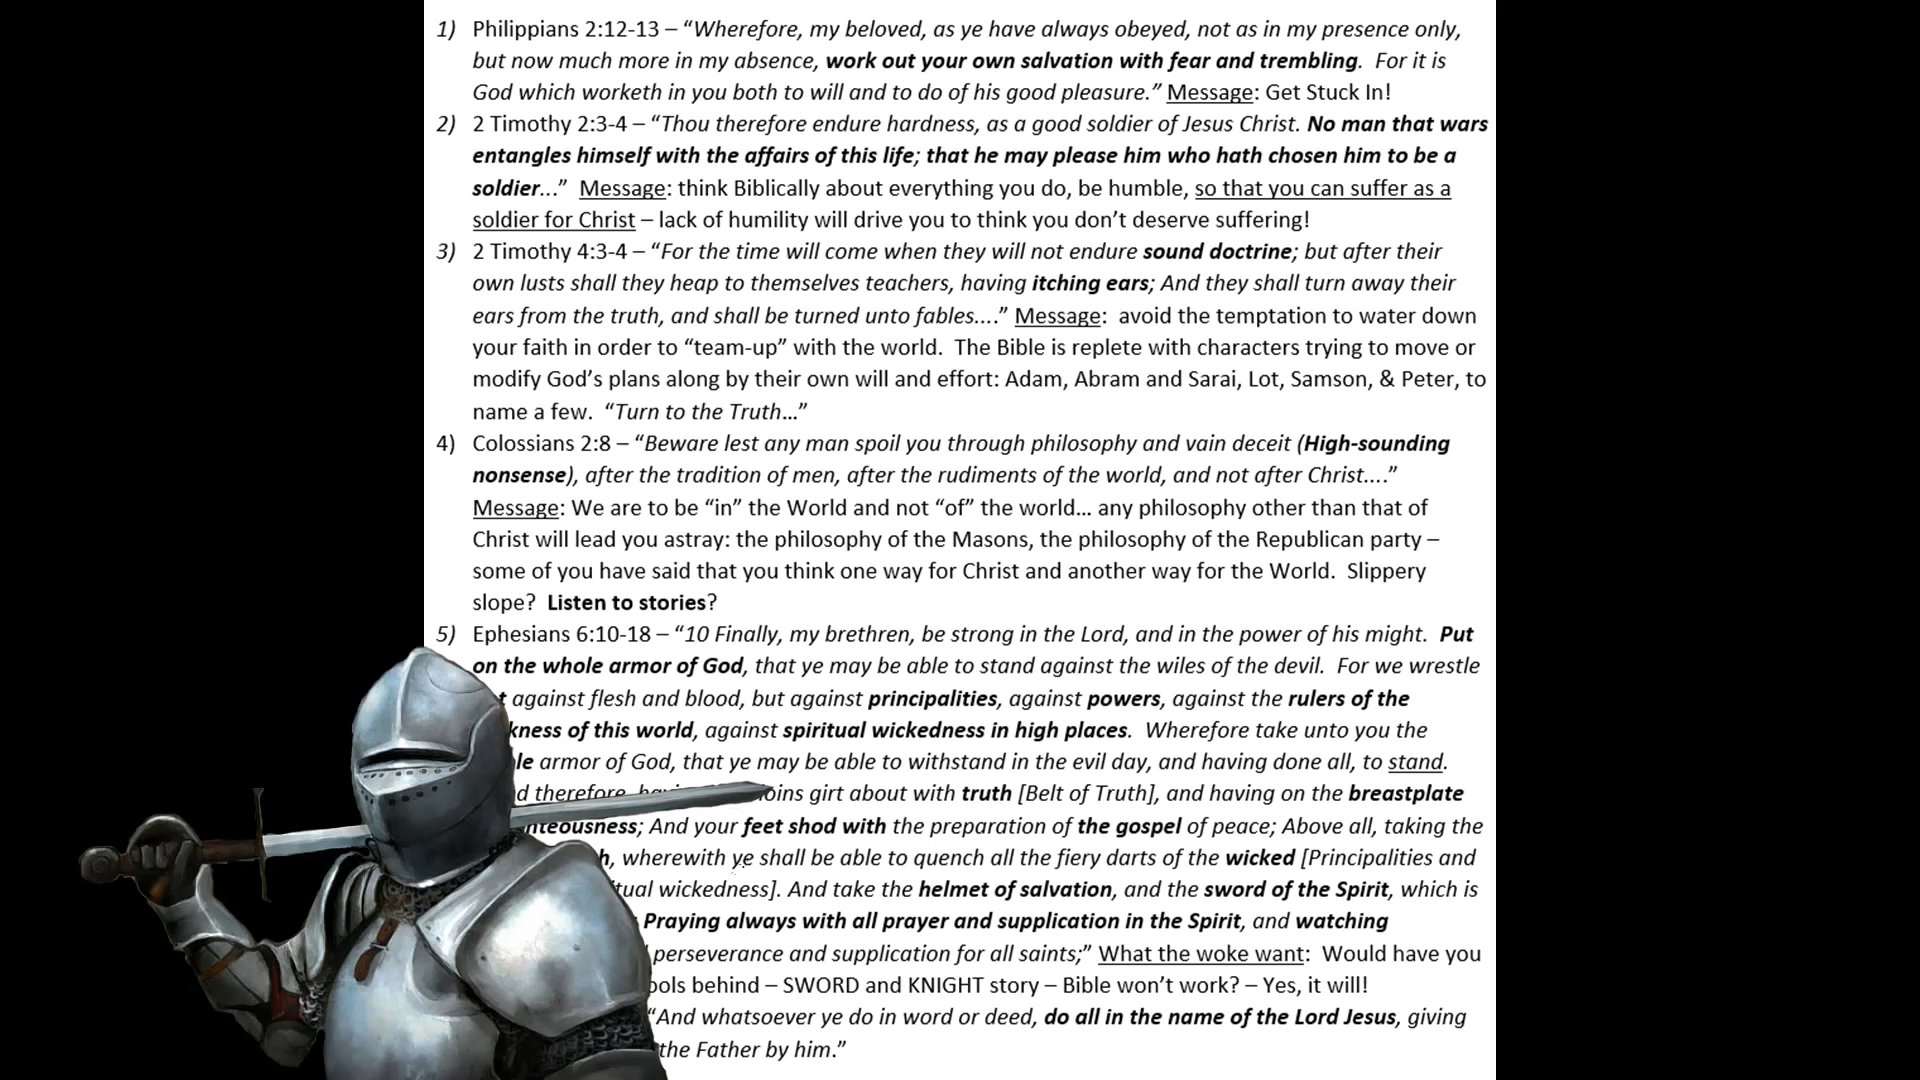 1) Philippians 2:12-13 – “Wherefore, my beloved, as ye have always obeyed, not as in my presence only,
but now much more in my absence, work out your own salvation with fear and trembling.  For it is
God which worketh in you both to will and to do of his good pleasure.” Message: Get Stuck In!
2) 2 Timothy 2:3-4 – “Thou therefore endure hardness, as a good soldier of Jesus Christ. No man that wars
entangles himself with the affairs of this life; that he may please him who hath chosen him to be a
soldier...”  Message: think Biblically about everything you do, be humble, so that you can suffer as a
soldier for Christ – lack of humility will drive you to think you don’t deserve suffering!
3) 2 Timothy 4:3-4 – “For the time will come when they will not endure sound doctrine; but after their
own lusts shall they heap to themselves teachers, having itching ears; And they shall turn away their
ears from the truth, and shall be turned unto fables....” Message:  avoid the temptation to water down
your faith in order to “team-up” with the world.  The Bible is replete with characters trying to move or
modify God’s plans along by their own will and effort: Adam, Abram and Sarai, Lot, Samson, & Peter, to
name a few.  “Turn to the Truth…”
4) Colossians 2:8 – “Beware lest any man spoil you through philosophy and vain deceit (High-sounding
nonsense), after the tradition of men, after the rudiments of the world, and not after Christ....”
Message: We are to be “in” the World and not “of” the world… any philosophy other than that of
Christ will lead you astray: the philosophy of the Masons, the philosophy of the Republican party –
some of you have said that you think one way for Christ and another way for the World.  Slippery
slope?  Listen to stories?
5) Ephesians 6:10-18 – “10 Finally, my brethren, be strong in the Lord, and in the power of his might.  Put
on the whole armor of God, that ye may be able to stand against the wiles of the devil.  For we wrestle
against flesh and blood, but against principalities, against powers, against the rulers of the
of this world, against spiritual wickedness in high places.  Wherefore take unto you the
armor of God, that ye may be able to withstand in the evil day, and having done all, to stand.
therefore, having loins girt about with truth [Belt of Truth], and having on the breastplate
And your feet shod with the preparation of the gospel of peace; Above all, taking the
wherewith ye shall be able to quench all the fiery darts of the wicked [Principalities and
wickedness]. And take the helmet of salvation, and the sword of the Spirit, which is
Praying always with all prayer and supplication in the Spirit, and watching
perseverance and supplication for all saints;” What the woke want:  Would have you
behind – SWORD and KNIGHT story – Bible won’t work? – Yes, it will!
“And whatsoever ye do in word or deed, do all in the name of the Lord Jesus, giving
the Father by him.”